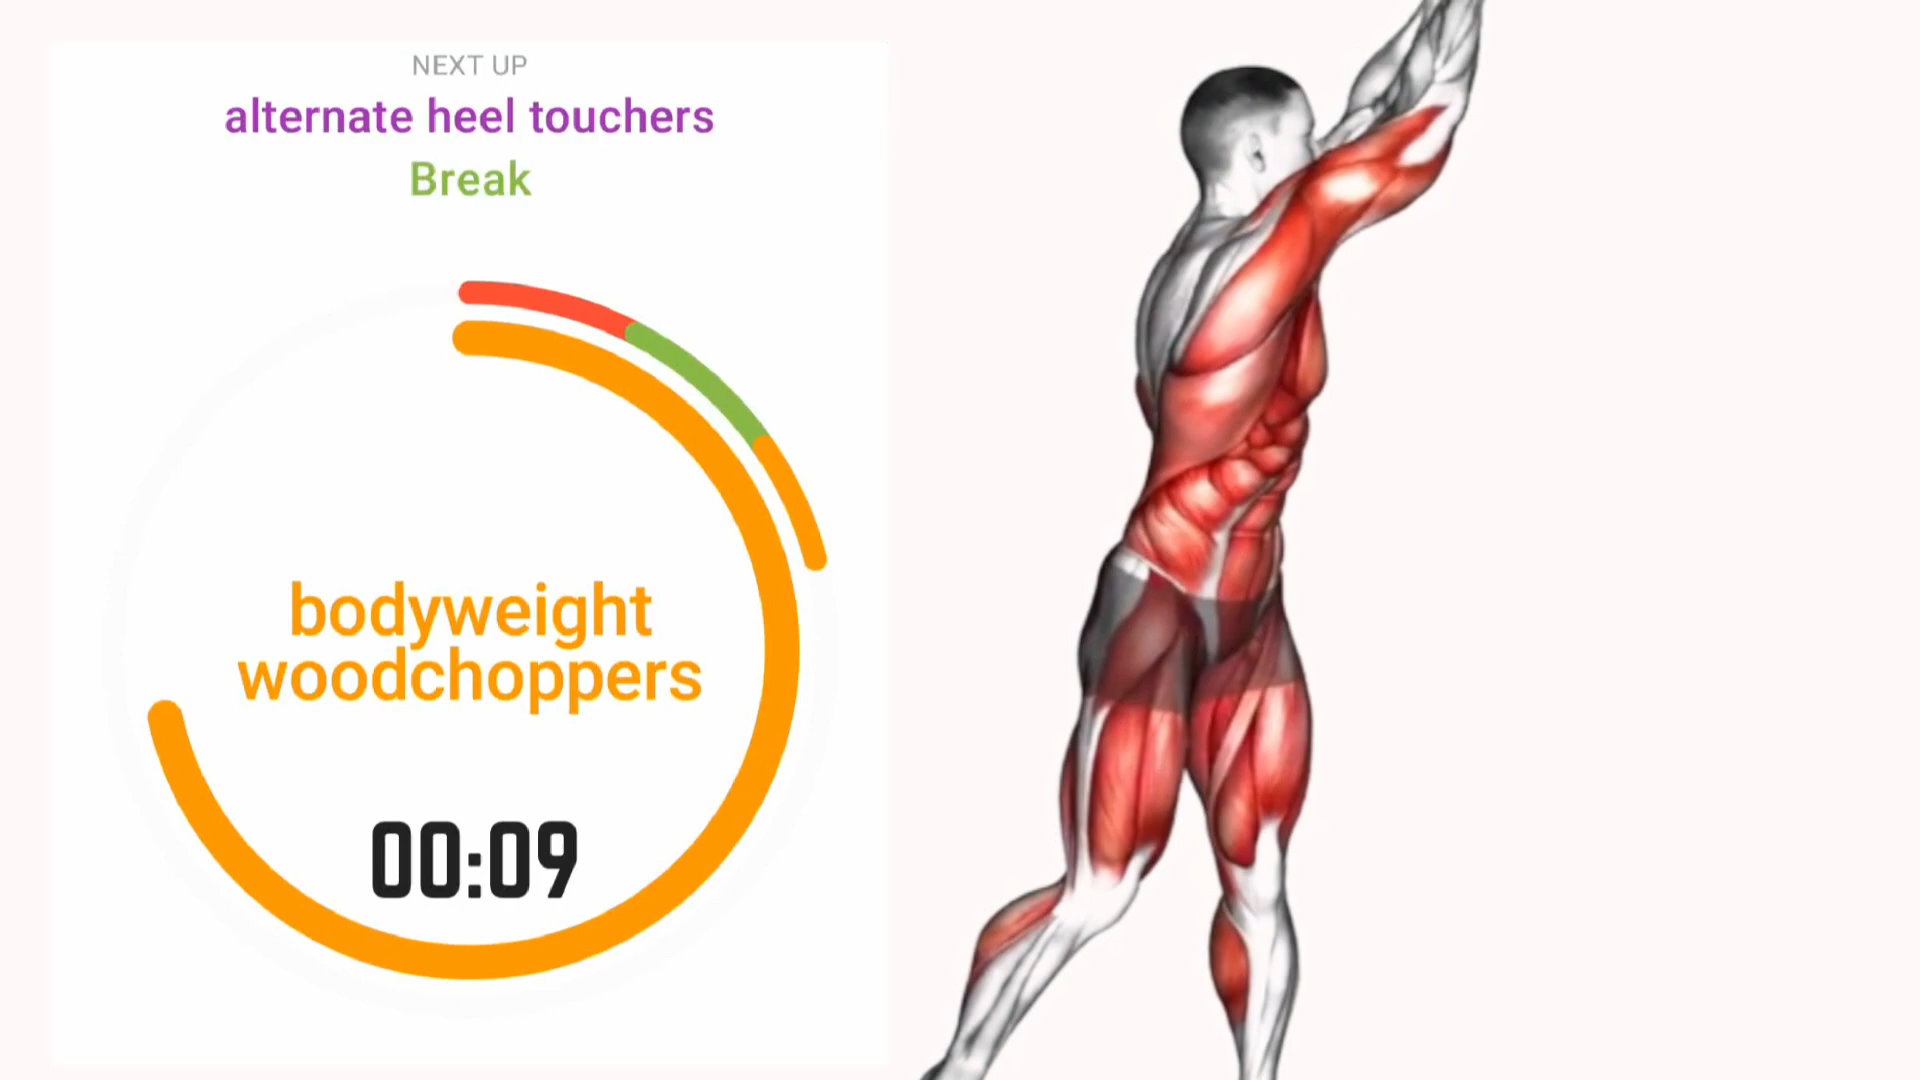 NEXT UP
alternate heel touchers
Break
bodyweight
woodchoppers
00:09